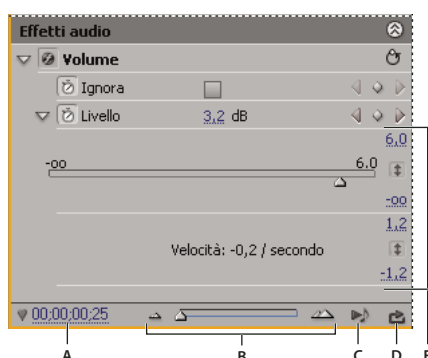 Effetti audio
Volume
Ignora
Livello 3,2 dB
6,0
-oo 6.0
-oo
1,2
Velocità: -0,2 / secondo
-1,2
00;00;00;25
A B C D E